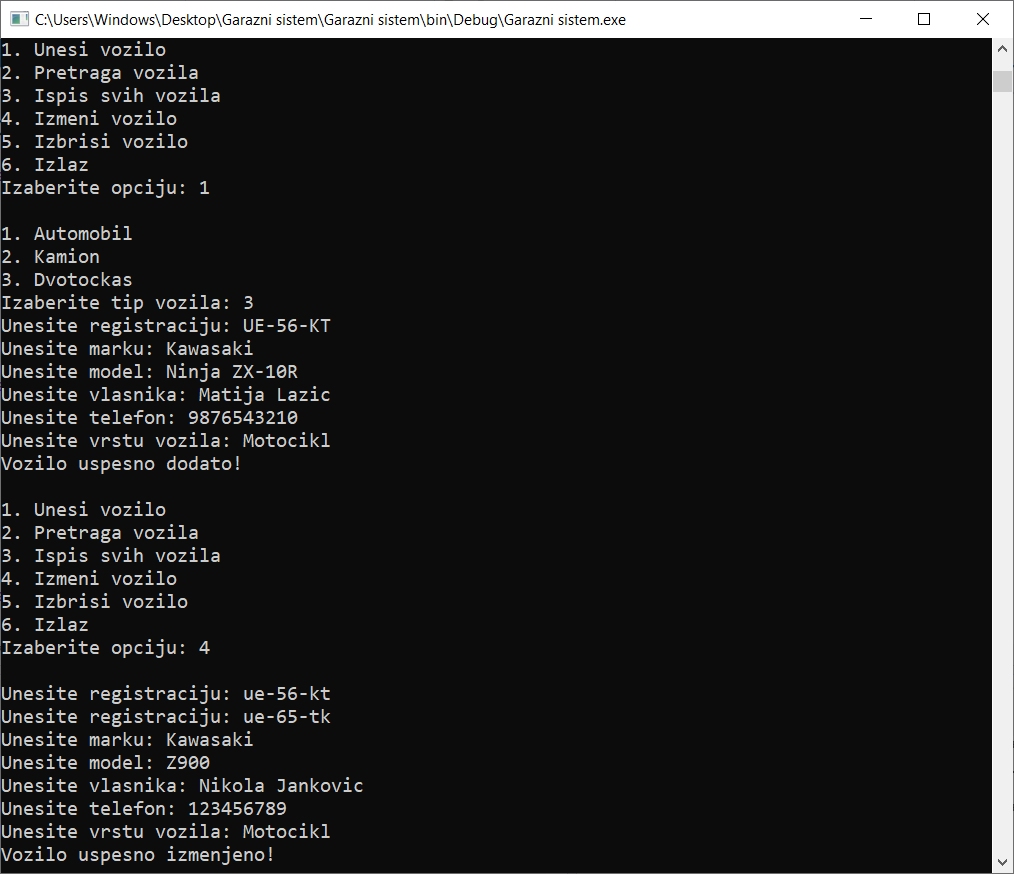 C:\Users\Windows\Desktop\Garazni sistem\Garazni sistem\bin\Debug\Garazni sistem.exe
1. Unesi vozilo
2. Pretraga vozila
3. Ispis svih vozila
4. Izmeni vozilo
5. Izbrisi vozilo
6. Izlaz
Izaberite opciju: 1
1. Automobil
2. Kamion
3. Dvotockas
Izaberite tip vozila: 3
Unesite registraciju: UE-56-KT
Unesite marku: Kawasaki
Unesite model: Ninja ZX-10R
Unesite vlasnika: Matija Lazic
Unesite telefon: 9876543210
Unesite vrstu vozila: Motocikl
Vozilo uspesno dodato!
1. Unesi vozilo
2. Pretraga vozila
3. Ispis svih vozila
4. Izmeni vozilo
5. Izbrisi vozilo
6. Izlaz
Izaberite opciju: 4
Unesite registraciju: ue-56-kt
Unesite registraciju: ue-65-tk
Unesite marku: Kawasaki
Unesite model: Z900
Unesite vlasnika: Nikola Jankovic
Unesite telefon: 123456789
Unesite vrstu vozila: Motocikl
Vozilo uspesno izmenjeno!